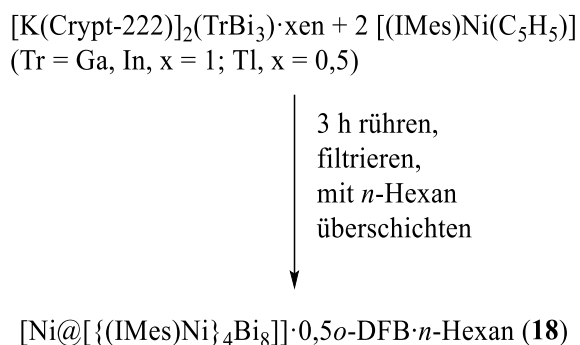 [K(Crypt-222)]₂(TrBi₃)·xen + 2 [(IMes)Ni(C₅H₅)]
(Tr = Ga, In, x = 1; Tl, x = 0,5)
3 h rühren,
filtrieren,
mit n-Hexan
überschichten
[Ni@[{(IMes)Ni}₄Bi₈]]·0,5o-DFB·n-Hexan (18)